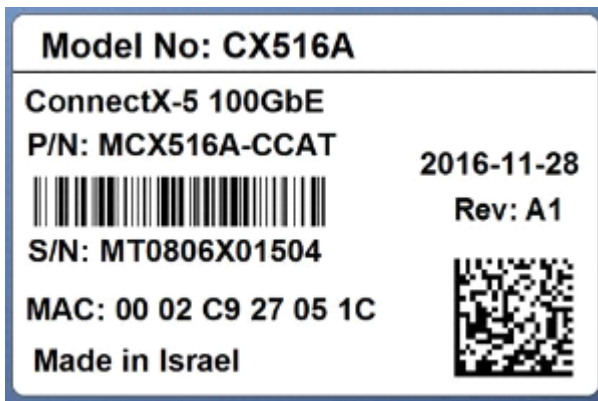 Model No: CX516A
ConnectX-5 100GbE
P/N: MCX516A-CCAT
2016-11-28
Rev: A1
S/N: MT0806X01504
MAC: 00 02 C9 27 05 1C
Made in Israel